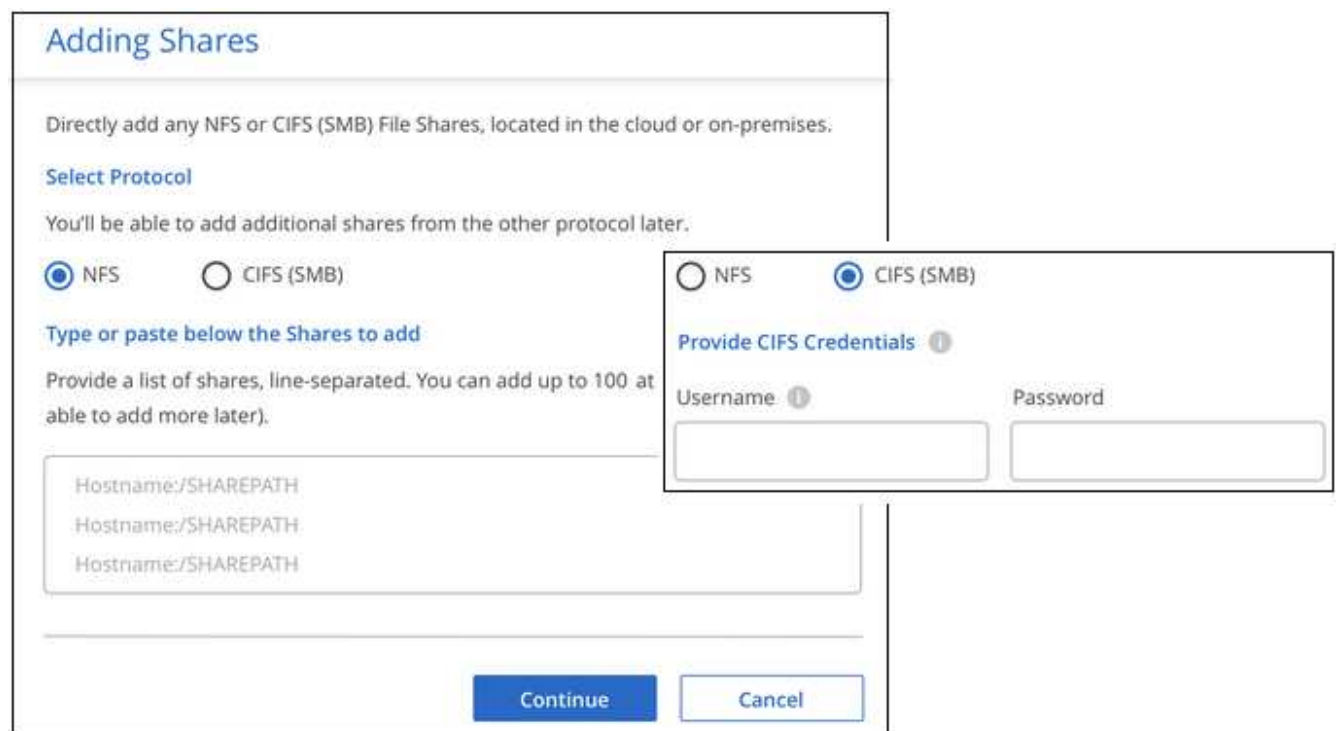 Adding Shares
Directly add any NFS or CIFS (SMB) File Shares, located in the cloud or on-premises.
Select Protocol
You'll be able to add additional shares from the other protocol later.
NFS CIFS (SMB)
Type or paste below the Shares to add
Provide a list of shares, line-separated. You can add up to 100 at
able to add more later).
Hostname:/SHAREPATH
Hostname:/SHAREPATH
Hostname:/SHAREPATH
Continue Cancel
NFS CIFS (SMB)
Provide CIFS Credentials i
Username i Password